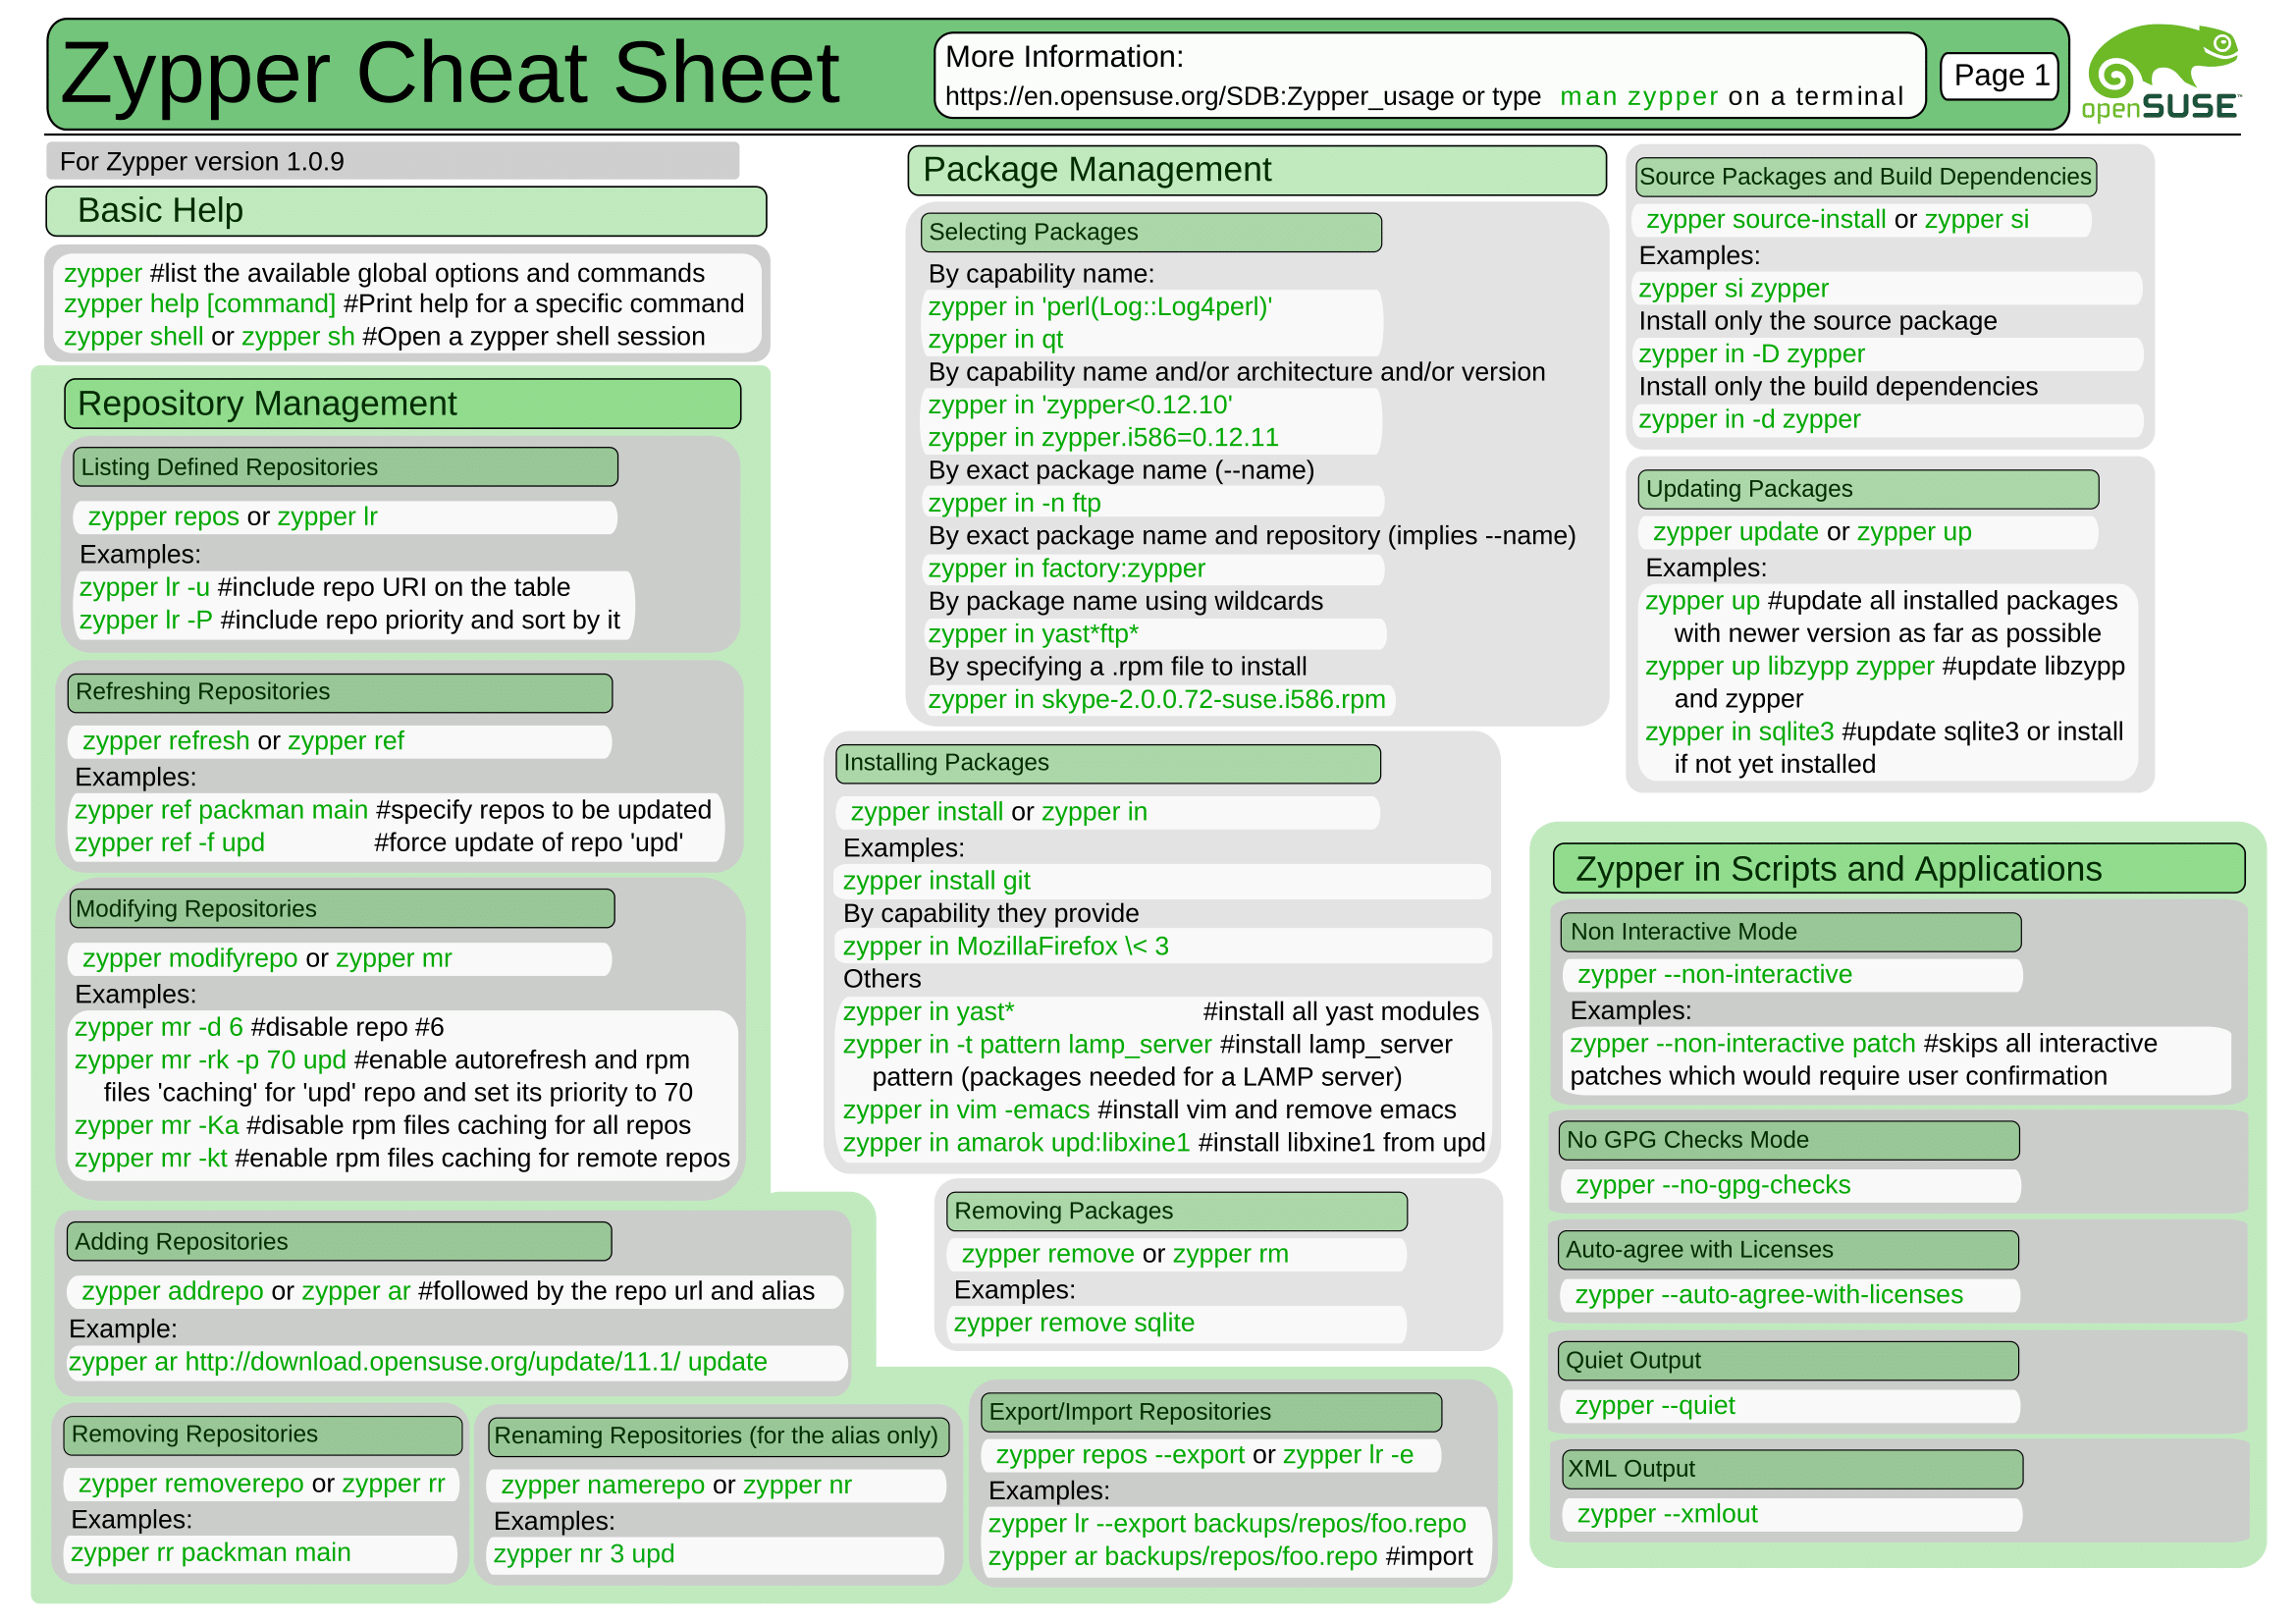 Zypper Cheat Sheet
More Information:
https://en.opensuse.org/SDB:Zypper_usage or type man zypper on a terminal
Page 1
openSUSE™
For Zypper version 1.0.9
Basic Help
zypper #list the available global options and commands
zypper help [command] #Print help for a specific command
zypper shell or zypper sh #Open a zypper shell session
Repository Management
Listing Defined Repositories
zypper repos or zypper lr
Examples:
zypper lr -u #include repo URI on the table
zypper lr -P #include repo priority and sort by it
Refreshing Repositories
zypper refresh or zypper ref
Examples:
zypper ref packman main #specify repos to be updated
zypper ref -f upd #force update of repo 'upd'
Modifying Repositories
zypper modifyrepo or zypper mr
Examples:
zypper mr -d 6 #disable repo #6
zypper mr -rk -p 70 upd #enable autorefresh and rpm
files 'caching' for 'upd' repo and set its priority to 70
zypper mr -Ka #disable rpm files caching for all repos
zypper mr -kt #enable rpm files caching for remote repos
Adding Repositories
zypper addrepo or zypper ar #followed by the repo url and alias
Example:
zypper ar http://download.opensuse.org/update/11.1/ update
Removing Repositories
zypper removerepo or zypper rr
Examples:
zypper rr packman main
Renaming Repositories (for the alias only)
zypper namerepo or zypper nr
Examples:
zypper nr 3 upd
Export/Import Repositories
zypper repos --export or zypper lr -e
Examples:
zypper lr --export backups/repos/foo.repo
zypper ar backups/repos/foo.repo #import
Package Management
Selecting Packages
By capability name:
zypper in 'perl(Log::Log4perl)'
zypper in qt
By capability name and/or architecture and/or version
zypper in 'zypper<0.12.10'
zypper in zypper.i586=0.12.11
By exact package name (--name)
zypper in -n ftp
By exact package name and repository (implies --name)
zypper in factory:zypper
By package name using wildcards
zypper in yast*ftp*
By specifying a .rpm file to install
zypper in skype-2.0.0.72-suse.i586.rpm
Installing Packages
zypper install or zypper in
Examples:
zypper install git
By capability they provide
zypper in MozillaFirefox \< 3
Others
zypper in yast* #install all yast modules
zypper in -t pattern lamp_server #install lamp_server
pattern (packages needed for a LAMP server)
zypper in vim -emacs #install vim and remove emacs
zypper in amarok upd:libxine1 #install libxine1 from upd
Removing Packages
zypper remove or zypper rm
Examples:
zypper remove sqlite
Source Packages and Build Dependencies
zypper source-install or zypper si
Examples:
zypper si zypper
Install only the source package
zypper in -D zypper
Install only the build dependencies
zypper in -d zypper
Updating Packages
zypper update or zypper up
Examples:
zypper up #update all installed packages
with newer version as far as possible
zypper up libzypp zypper #update libzypp
and zypper
zypper in sqlite3 #update sqlite3 or install
if not yet installed
Zypper in Scripts and Applications
Non Interactive Mode
zypper --non-interactive
Examples:
zypper --non-interactive patch #skips all interactive
patches which would require user confirmation
No GPG Checks Mode
zypper --no-gpg-checks
Auto-agree with Licenses
zypper --auto-agree-with-licenses
Quiet Output
zypper --quiet
XML Output
zypper --xmlout